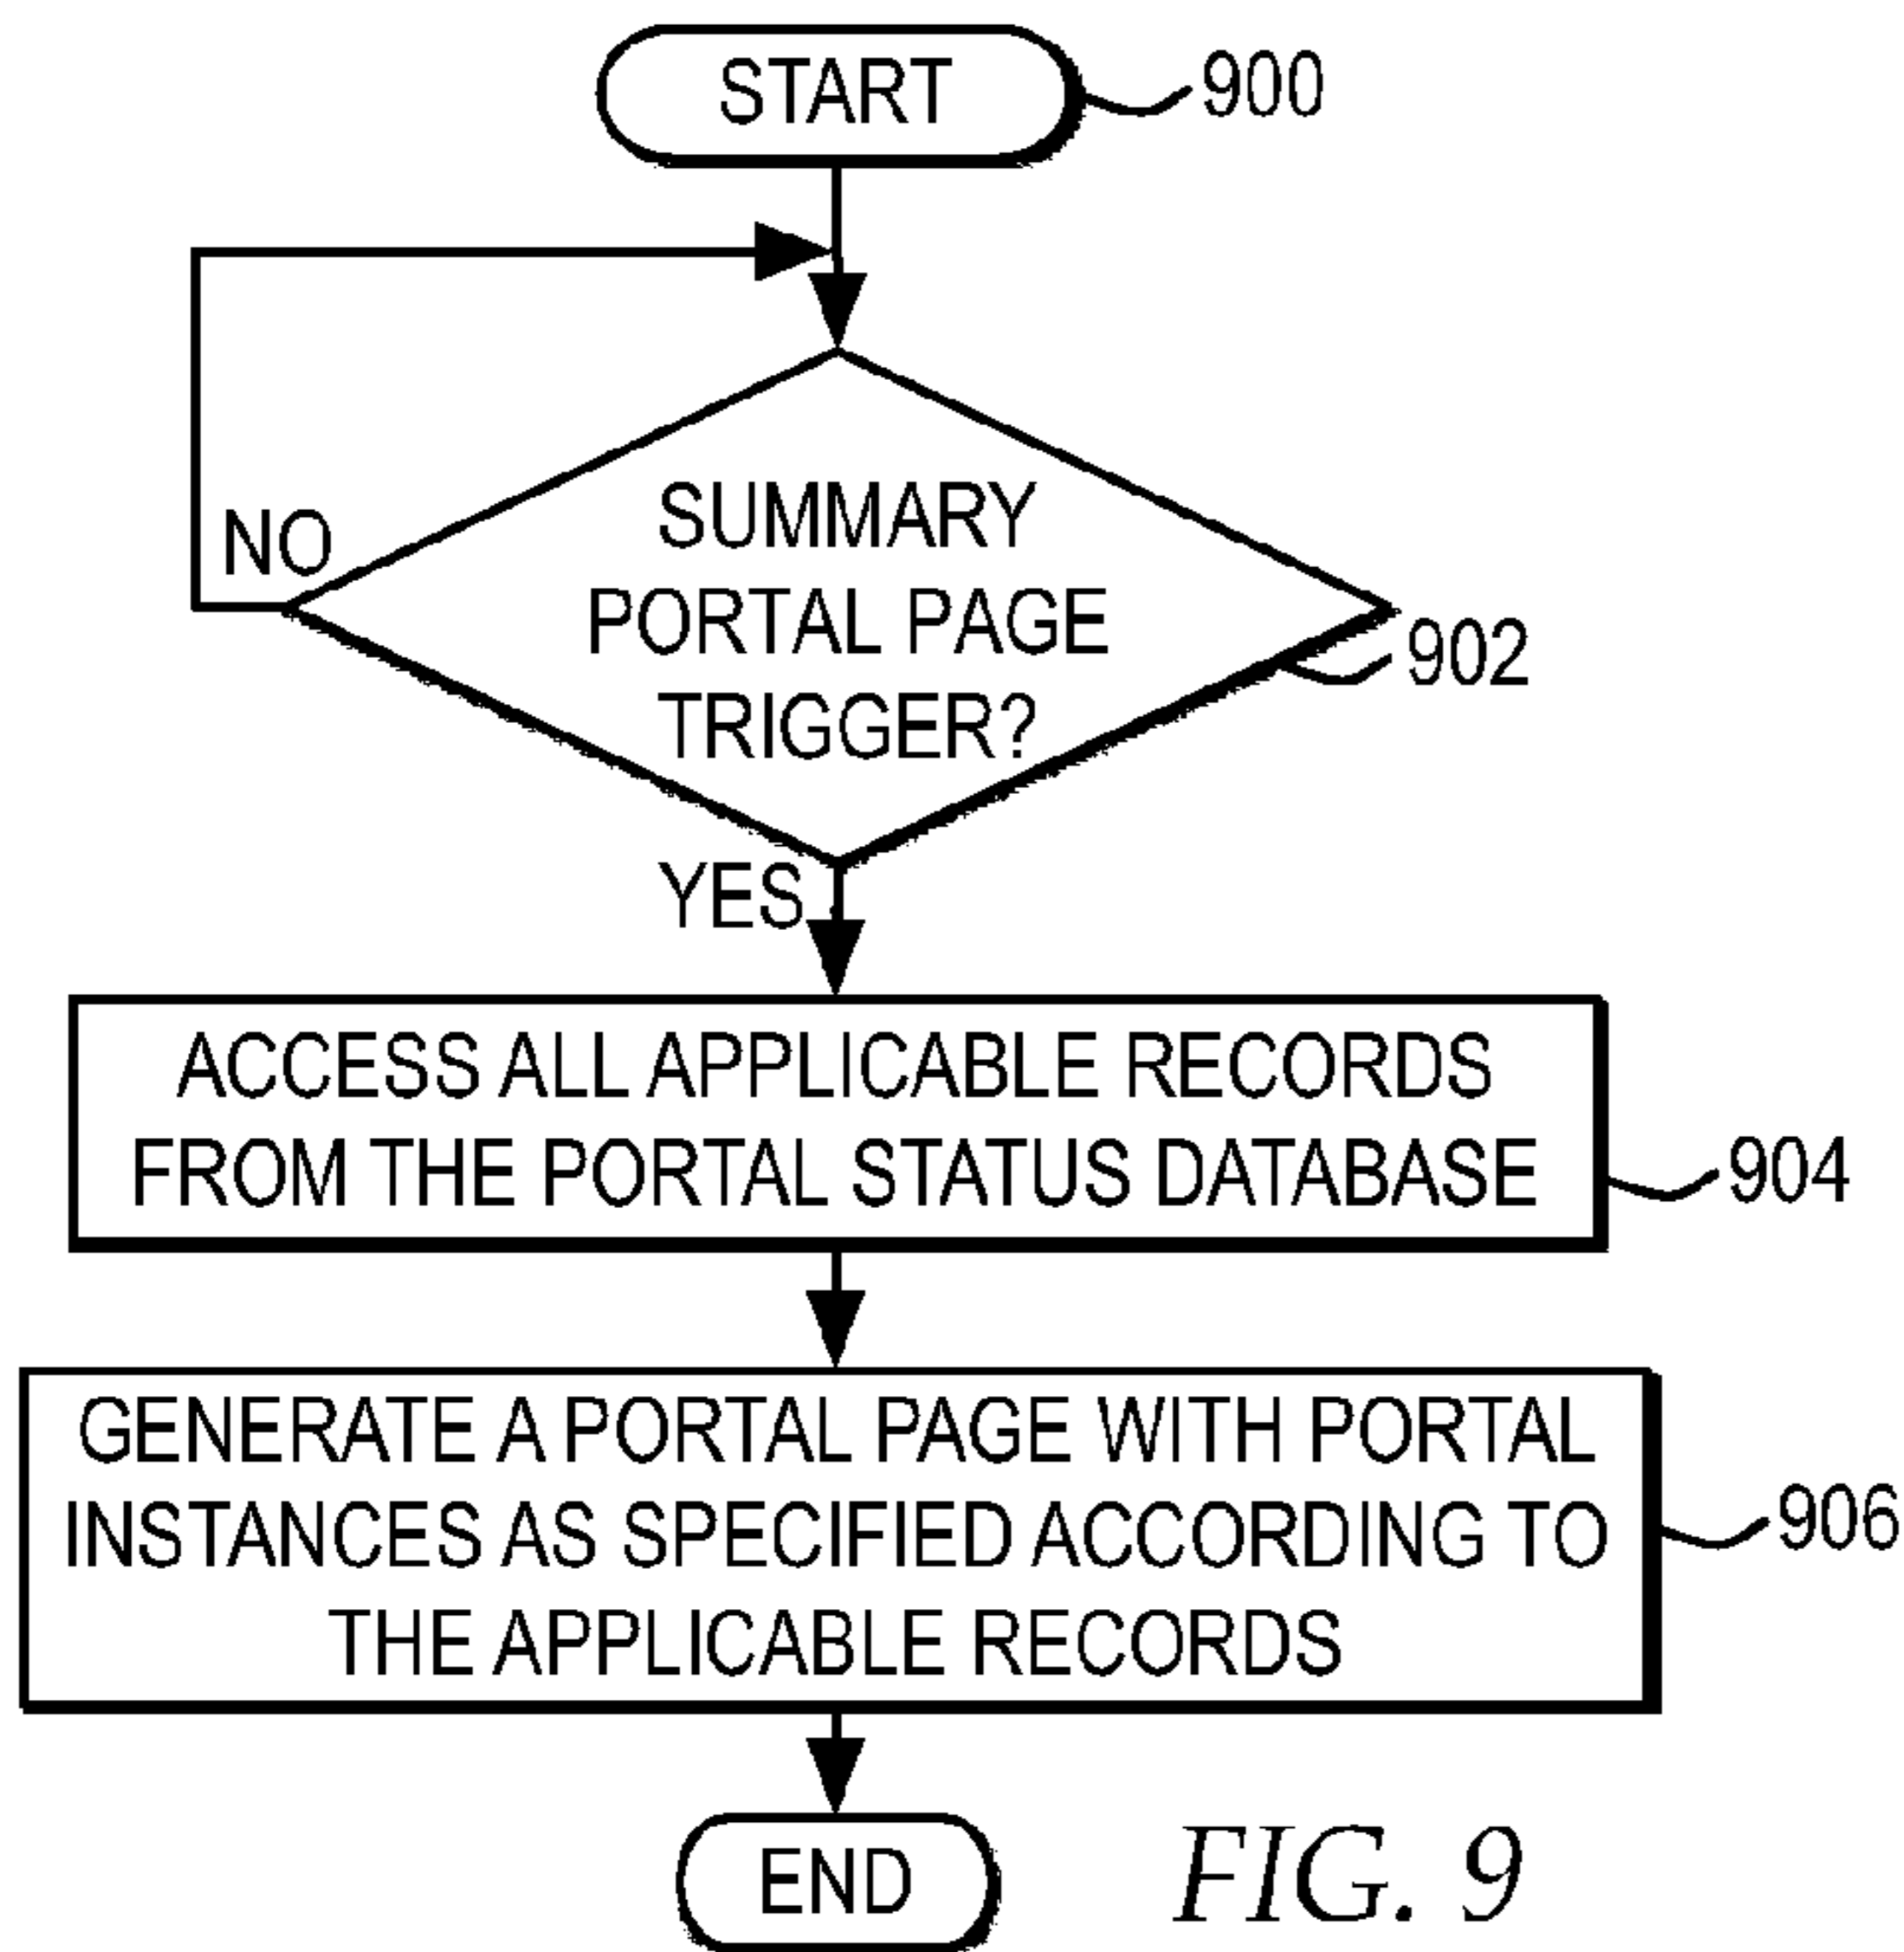 START
900
SUMMARY
PORTAL PAGE
TRIGGER?
NO
902
YES
ACCESS ALL APPLICABLE RECORDS
FROM THE PORTAL STATUS DATABASE
904
GENERATE A PORTAL PAGE WITH PORTAL
INSTANCES AS SPECIFIED ACCORDING TO
THE APPLICABLE RECORDS
906
END
FIG. 9